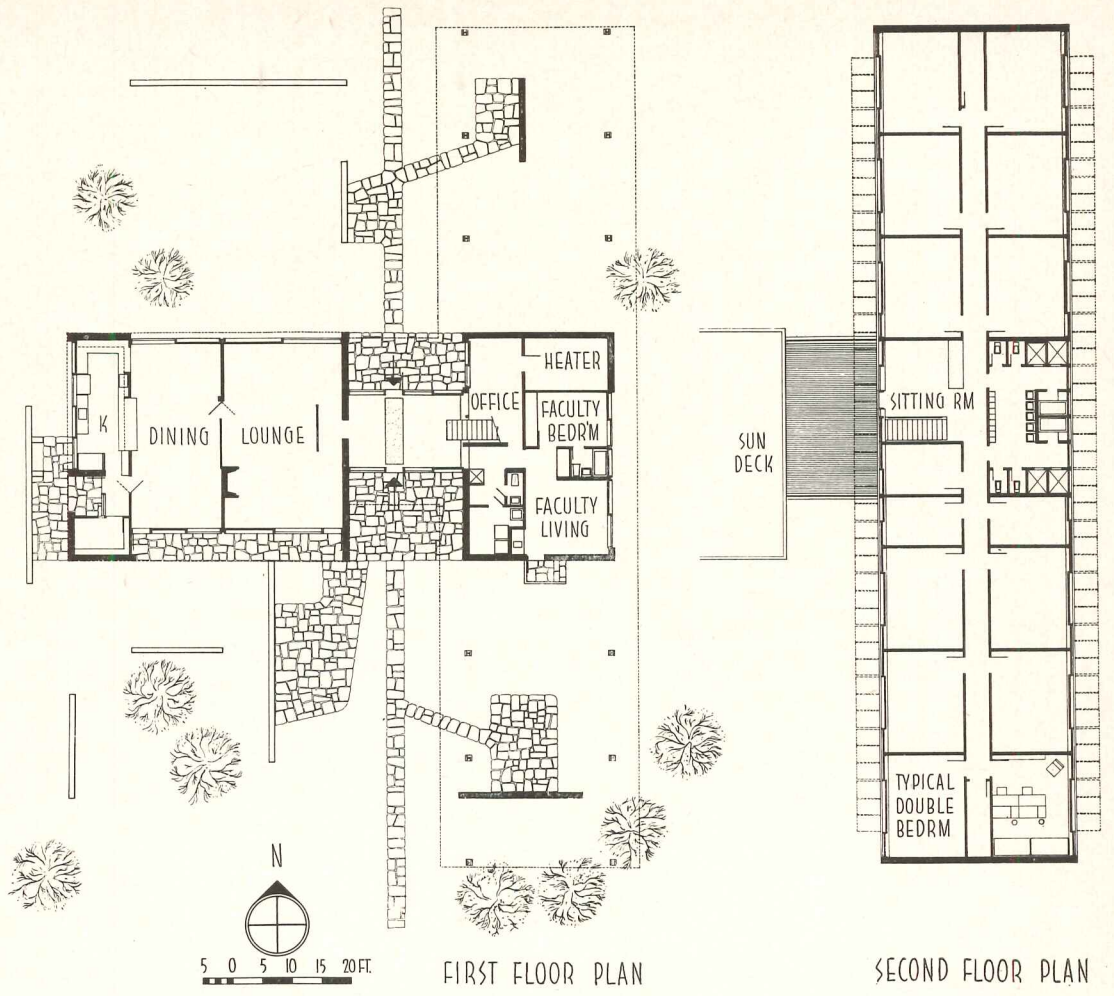 HEATER
OFFICE
FACULTY
BEDR'M
K
DINING
LOUNGE
FACULTY
LIVING
SUN
DECK
SITTING RM
TYPICAL
DOUBLE
BEDRM
N
5 0 5 10 15 20 FT.
FIRST FLOOR PLAN
SECOND FLOOR PLAN